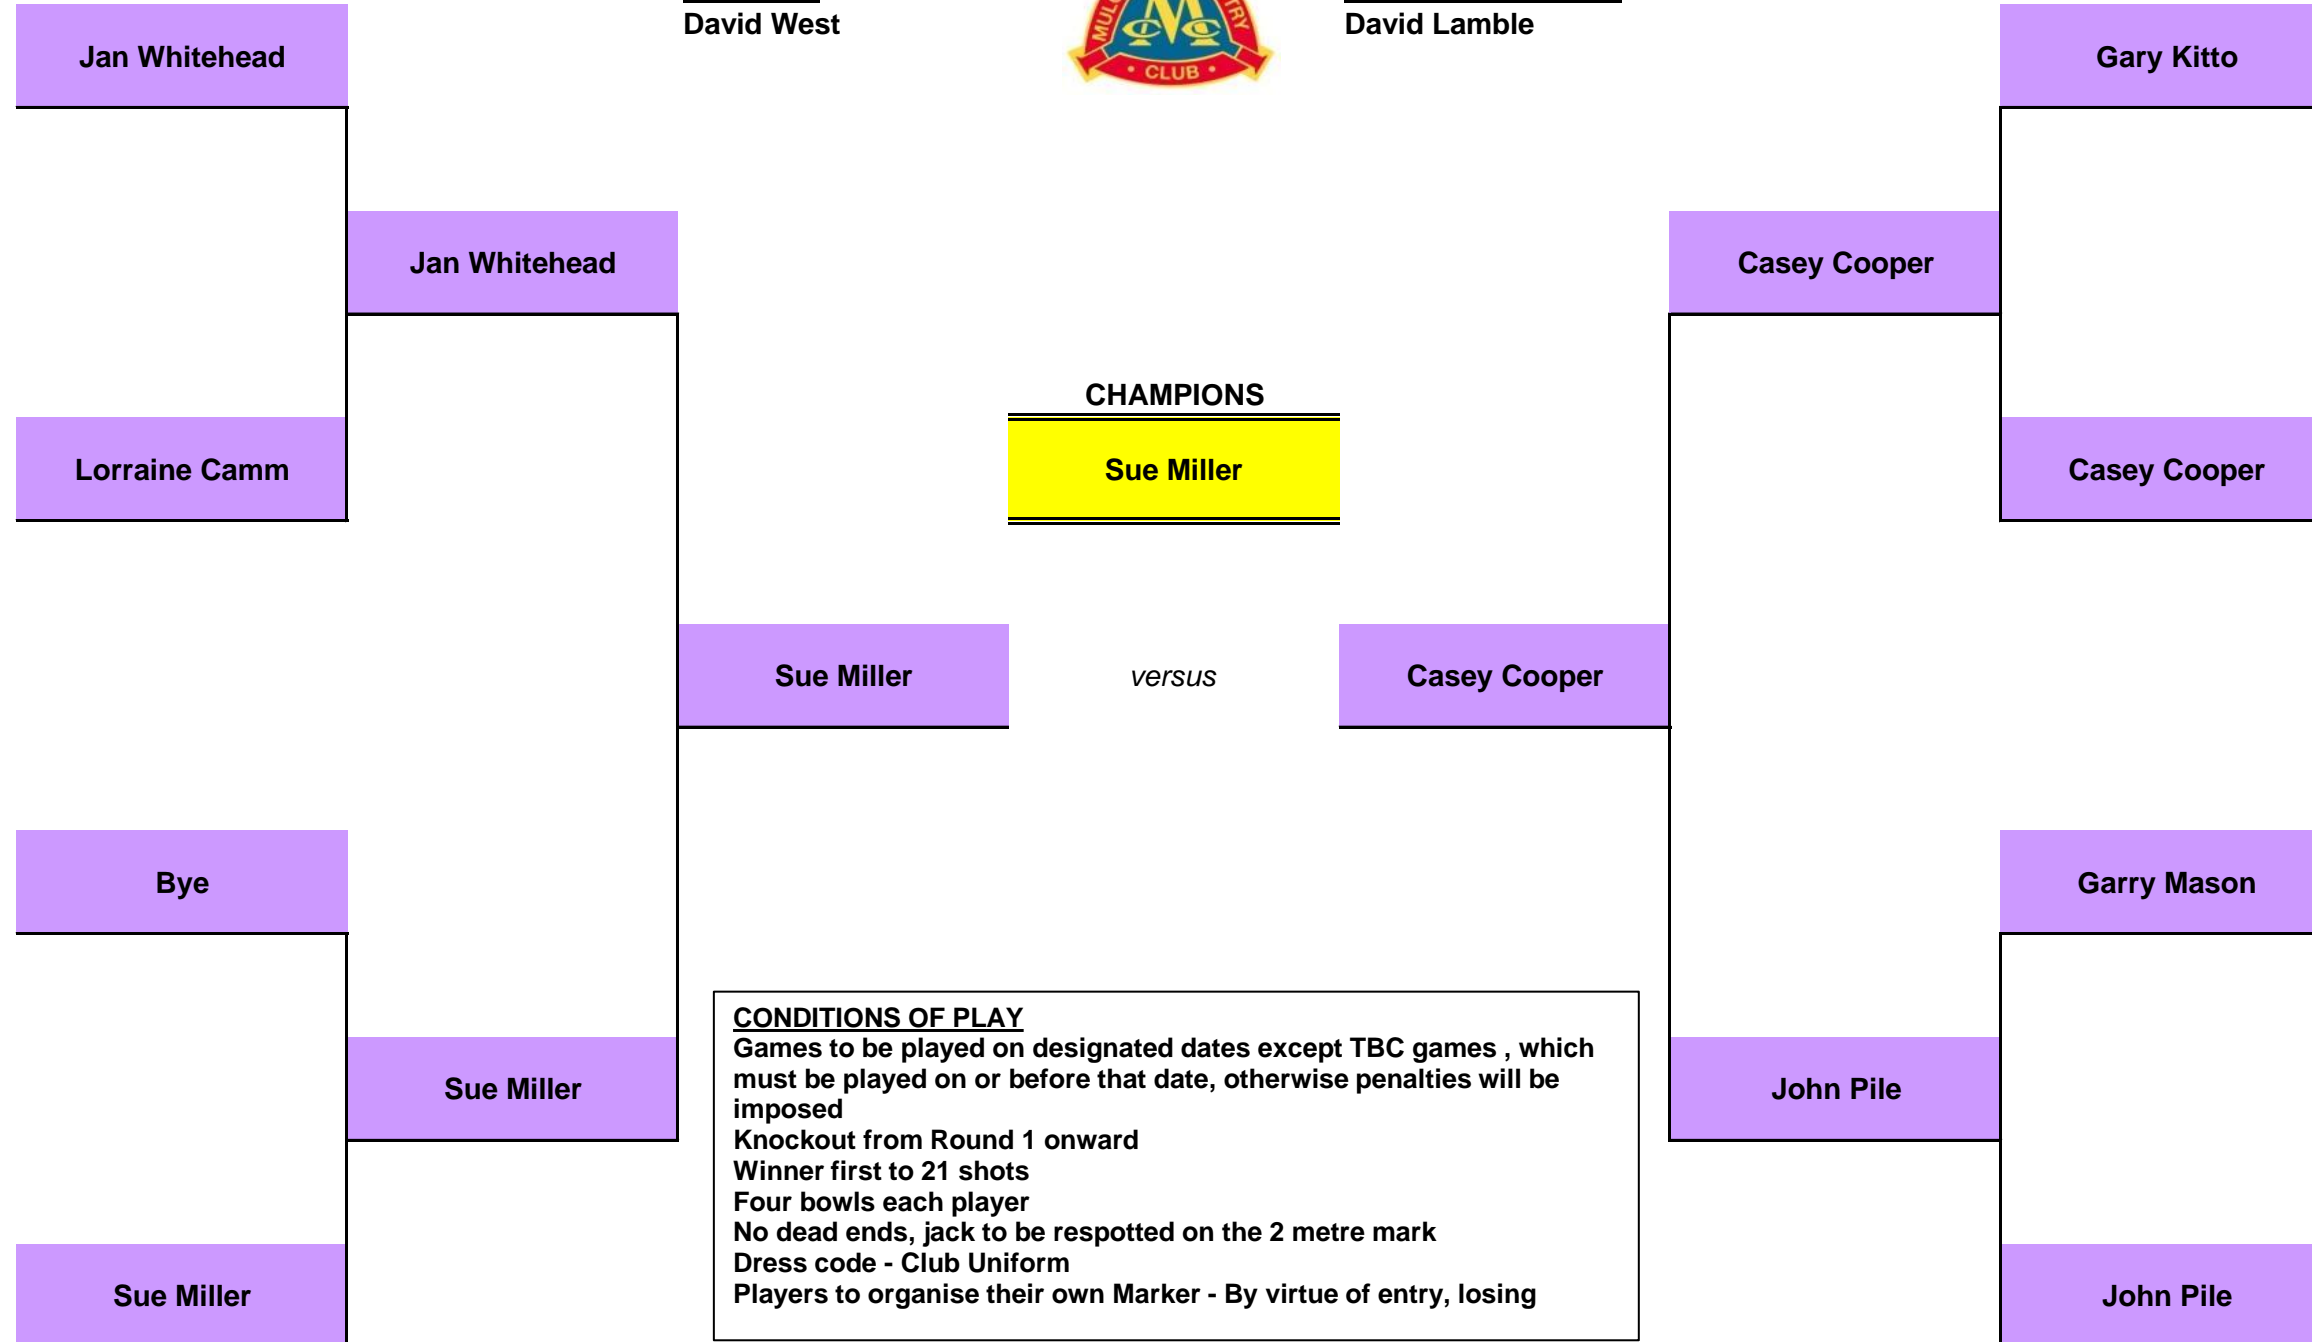 David West
David Lamble
MULG
TRY
MCC
CLUB
Jan Whitehead
Gary Kitto
Jan Whitehead
Casey Cooper
CHAMPIONS
Lorraine Camm
Sue Miller
Casey Cooper
Sue Miller
versus
Casey Cooper
Bye
Garry Mason
CONDITIONS OF PLAY
Games to be played on designated dates except TBC games , which
must be played on or before that date, otherwise penalties will be
imposed
Knockout from Round 1 onward
Winner first to 21 shots
Four bowls each player
No dead ends, jack to be respotted on the 2 metre mark
Dress code - Club Uniform
Players to organise their own Marker - By virtue of entry, losing
Sue Miller
John Pile
Sue Miller
John Pile